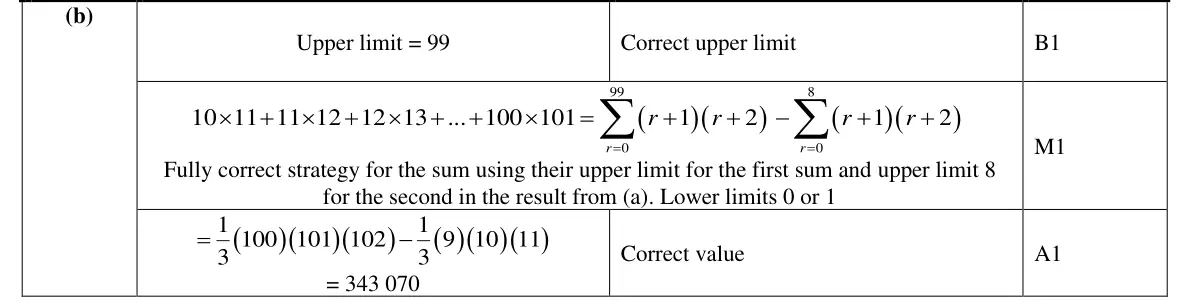 (b)
Upper limit = 99 Correct upper limit B1
10×11+11×12+12×13+...+100×101 = ∑_{r=0}^{99} (r+1)(r+2) − ∑_{r=0}^{8} (r+1)(r+2)
M1
Fully correct strategy for the sum using their upper limit for the first sum and upper limit 8
for the second in the result from (a). Lower limits 0 or 1
= 1/3 (100)(101)(102) − 1/3 (9)(10)(11) Correct value A1
= 343 070